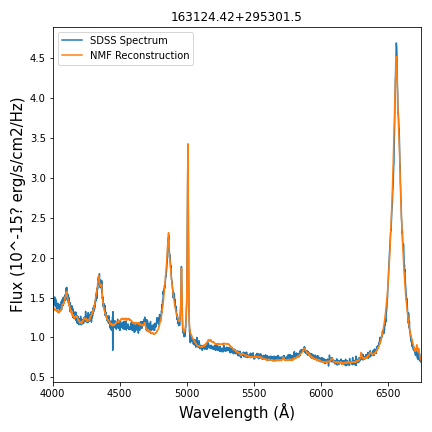 163124.42+295301.5
SDSS Spectrum
NMF Reconstruction
Flux (10^-15? erg/s/cm2/Hz)
4.5
4.0
3.5
3.0
2.5
2.0
1.5
1.0
0.5
4000 4500 5000 5500 6000 6500
Wavelength (Å)